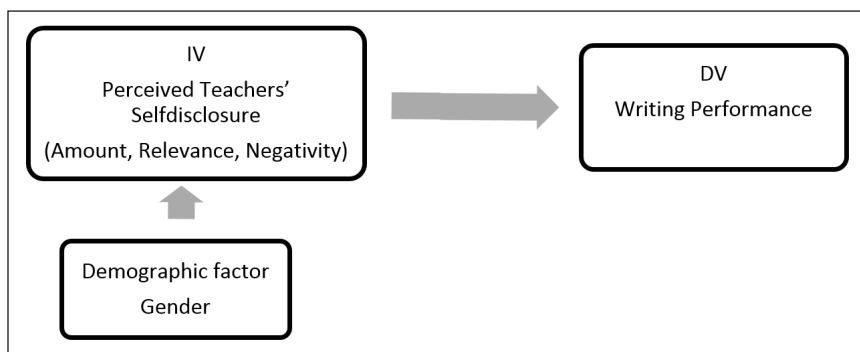 IV
Perceived Teachers’
Selfdisclosure
(Amount, Relevance, Negativity)
DV
Writing Performance
Demographic factor
Gender